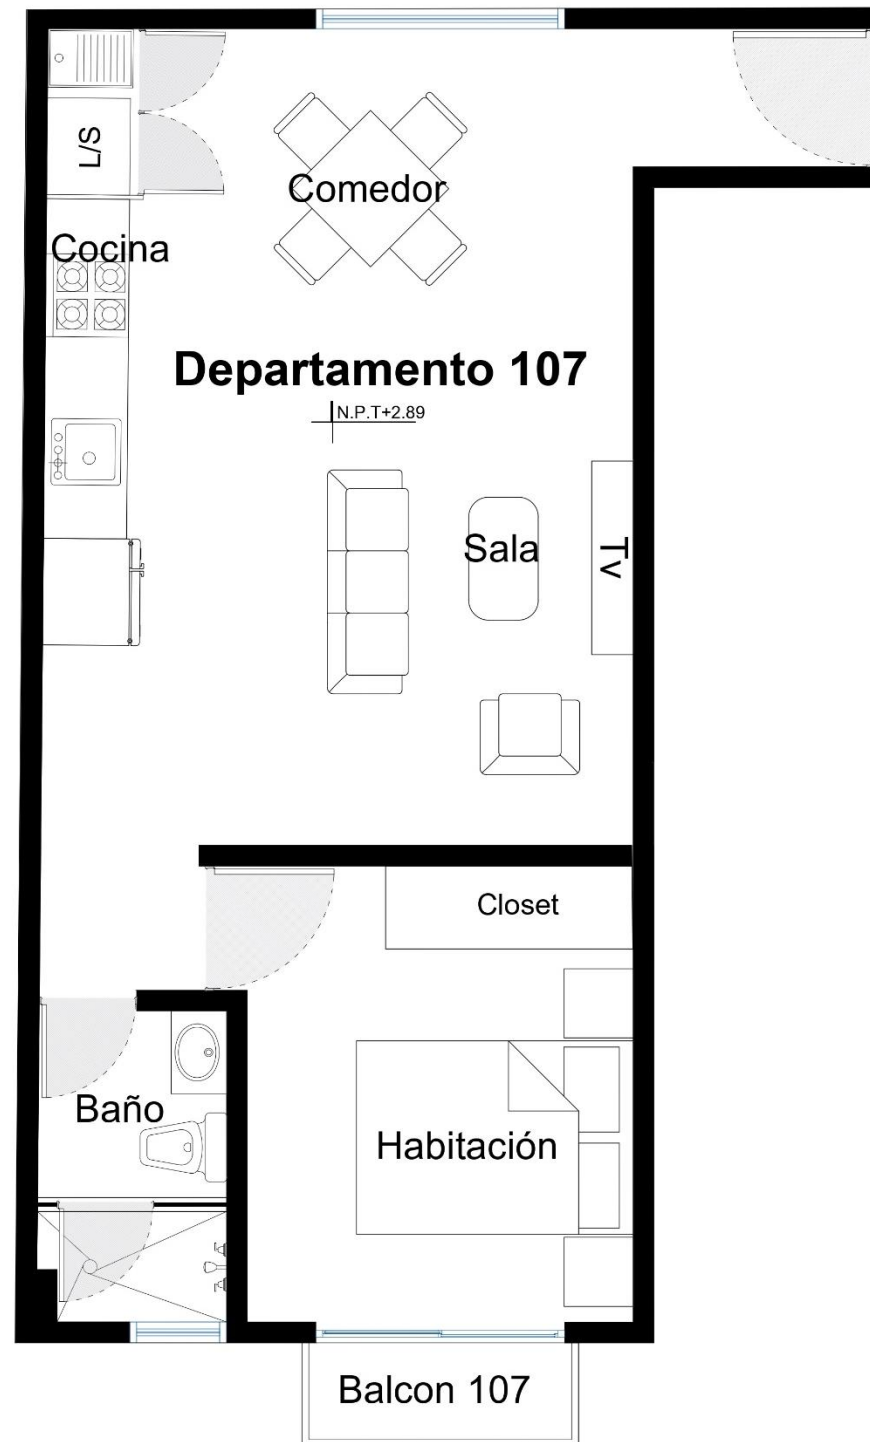 L/S
Comedor
Cocina
Departamento 107
N.P.T+2.89
Sala
Tv
Closet
Baño
Habitación
Balcon 107